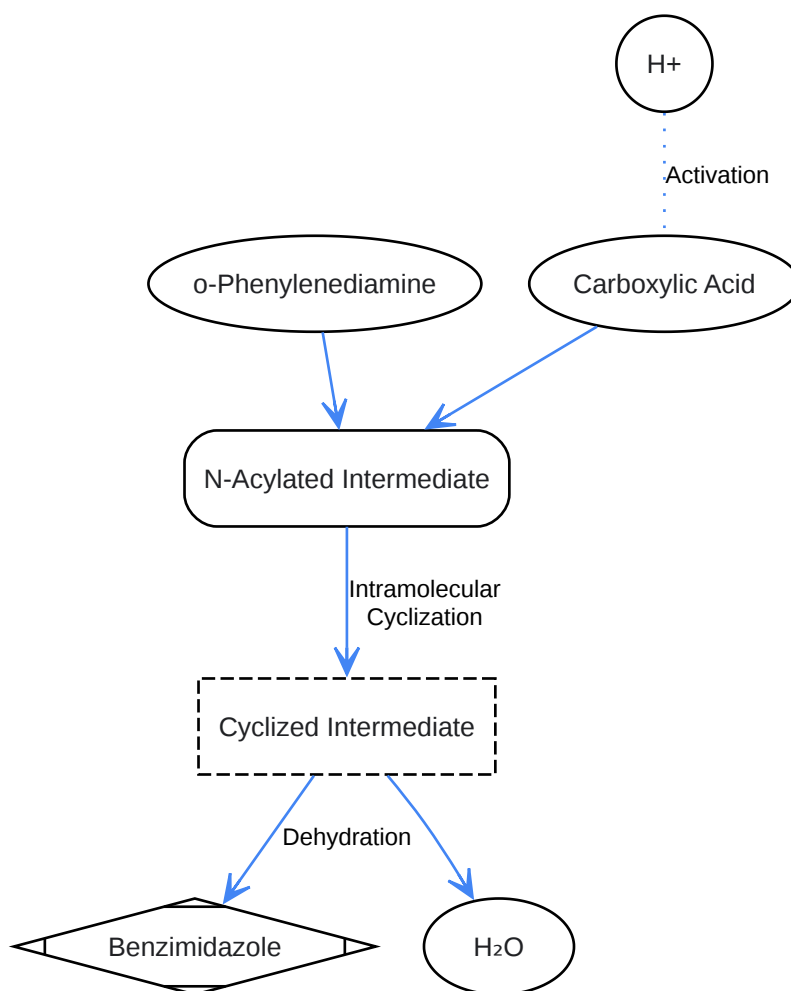 H+
Activation
o-Phenylenediamine
Carboxylic Acid
N-Acylated Intermediate
Intramolecular
Cyclization
Cyclized Intermediate
Dehydration
Benzimidazole
H₂O